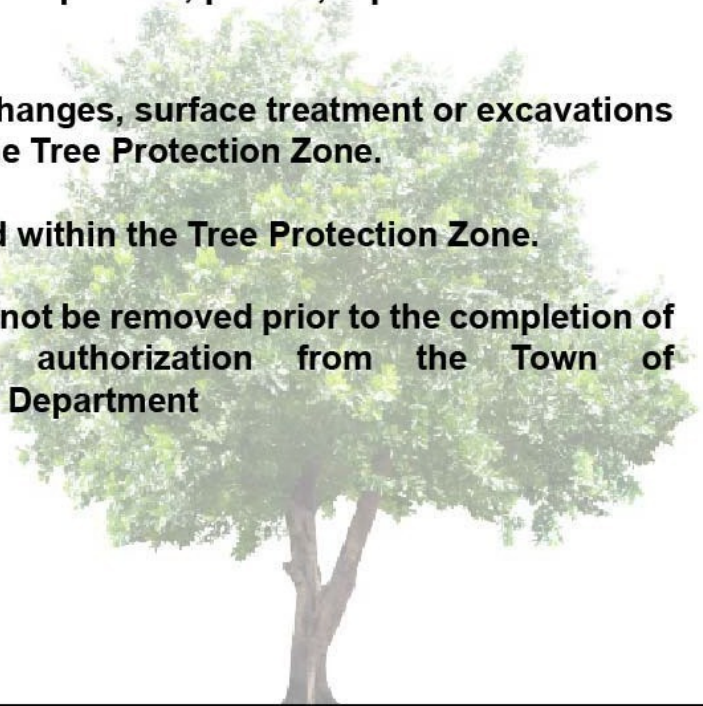 hanges, surface treatment or excavations
e Tree Protection Zone.
d within the Tree Protection Zone.
not be removed prior to the completion of
authorization from the Town of
Department